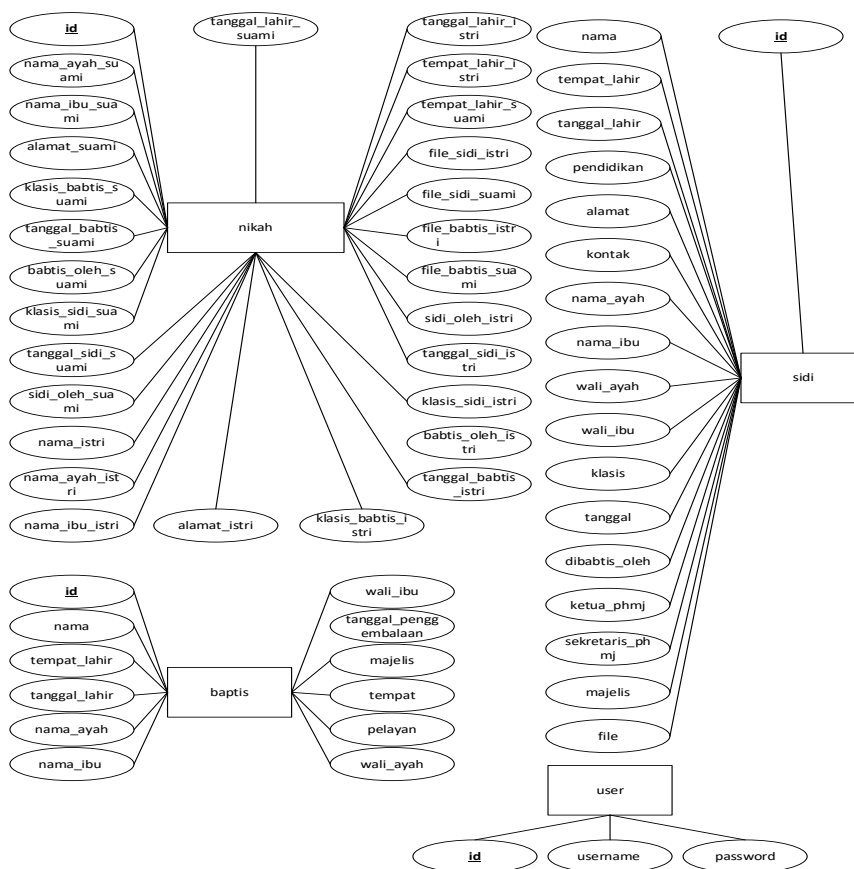 id
nama_ayah_su
ami
nama_ibu_sua
mi
alamat_suami
klasis_babtis_s
uami
tanggal_babtis
_suami
babtis_oleh_s
uami
klasis_sidi_sua
mi
tanggal_sidi_s
uami
sidi_oleh_sua
mi
nama_istri
nama_ayah_ist
ri
nama_ibu_istri
tanggal_lahir_
suami
nikah
alamat_istri
klasis_babtis_i
stri
tanggal_lahir_i
stri
tempat_lahir_i
stri
tempat_lahir_s
uami
file_sidi_istri
file_sidi_suami
file_babtis_istr
i
file_babtis_sua
mi
sidi_oleh_istri
tanggal_sidi_is
tri
klasis_sidi_istri
babtis_oleh_is
tri
tanggal_babtis
_istri
nama
tempat_lahir
tanggal_lahir
pendidikan
alamat
kontak
nama_ayah
nama_ibu
wali_ayah
wali_ibu
klasis
tanggal
dibabtis_oleh
ketua_phmj
sekretaris_ph
mj
majelis
file
id
sidi
id
nama
tempat_lahir
tanggal_lahir
nama_ayah
nama_ibu
baptis
wali_ibu
tanggal_pengg
embalaan
majelis
tempat
pelayan
wali_ayah
user
id
username
password